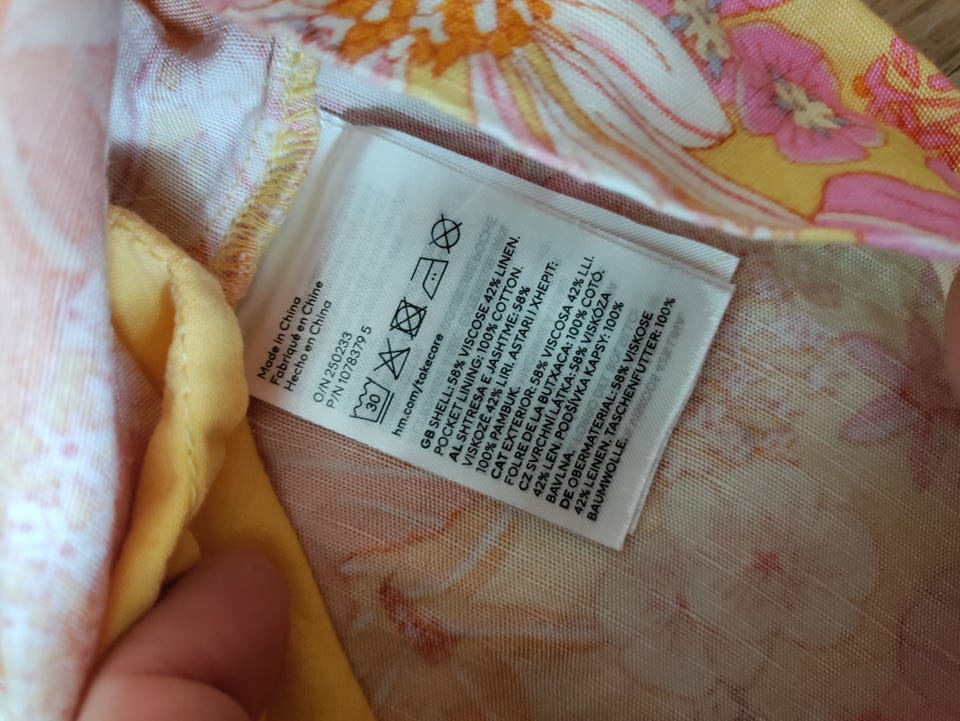 Made in China
Fabriqué en Chine
Hecho en China
O/N 250233
P/N 1078379 5
30
hm.com/takecare
GB SHELL: 58% VISCOSE 42% LINEN.
POCKET LINING: 100% COTTON.
AL SHTRESA E JASHTME: 58%
VISKOZË 42% LIRI. ASTARI I XHEPIT:
100% PAMBUK.
CAT EXTERIOR: 58% VISCOSA 42% LLI.
FOLRE DE LA BUTXACA: 100% COTÓ.
CZ SVRCHNÍ LÁTKA: 58% VISKÓZA
42% LEN. PODŠÍVKA KAPSY: 100%
BAVLNA.
DE OBERMATERIAL: 58% VISKOSE
42% LEINEN. TASCHENFUTTER: 100%
BAUMWOLLE.